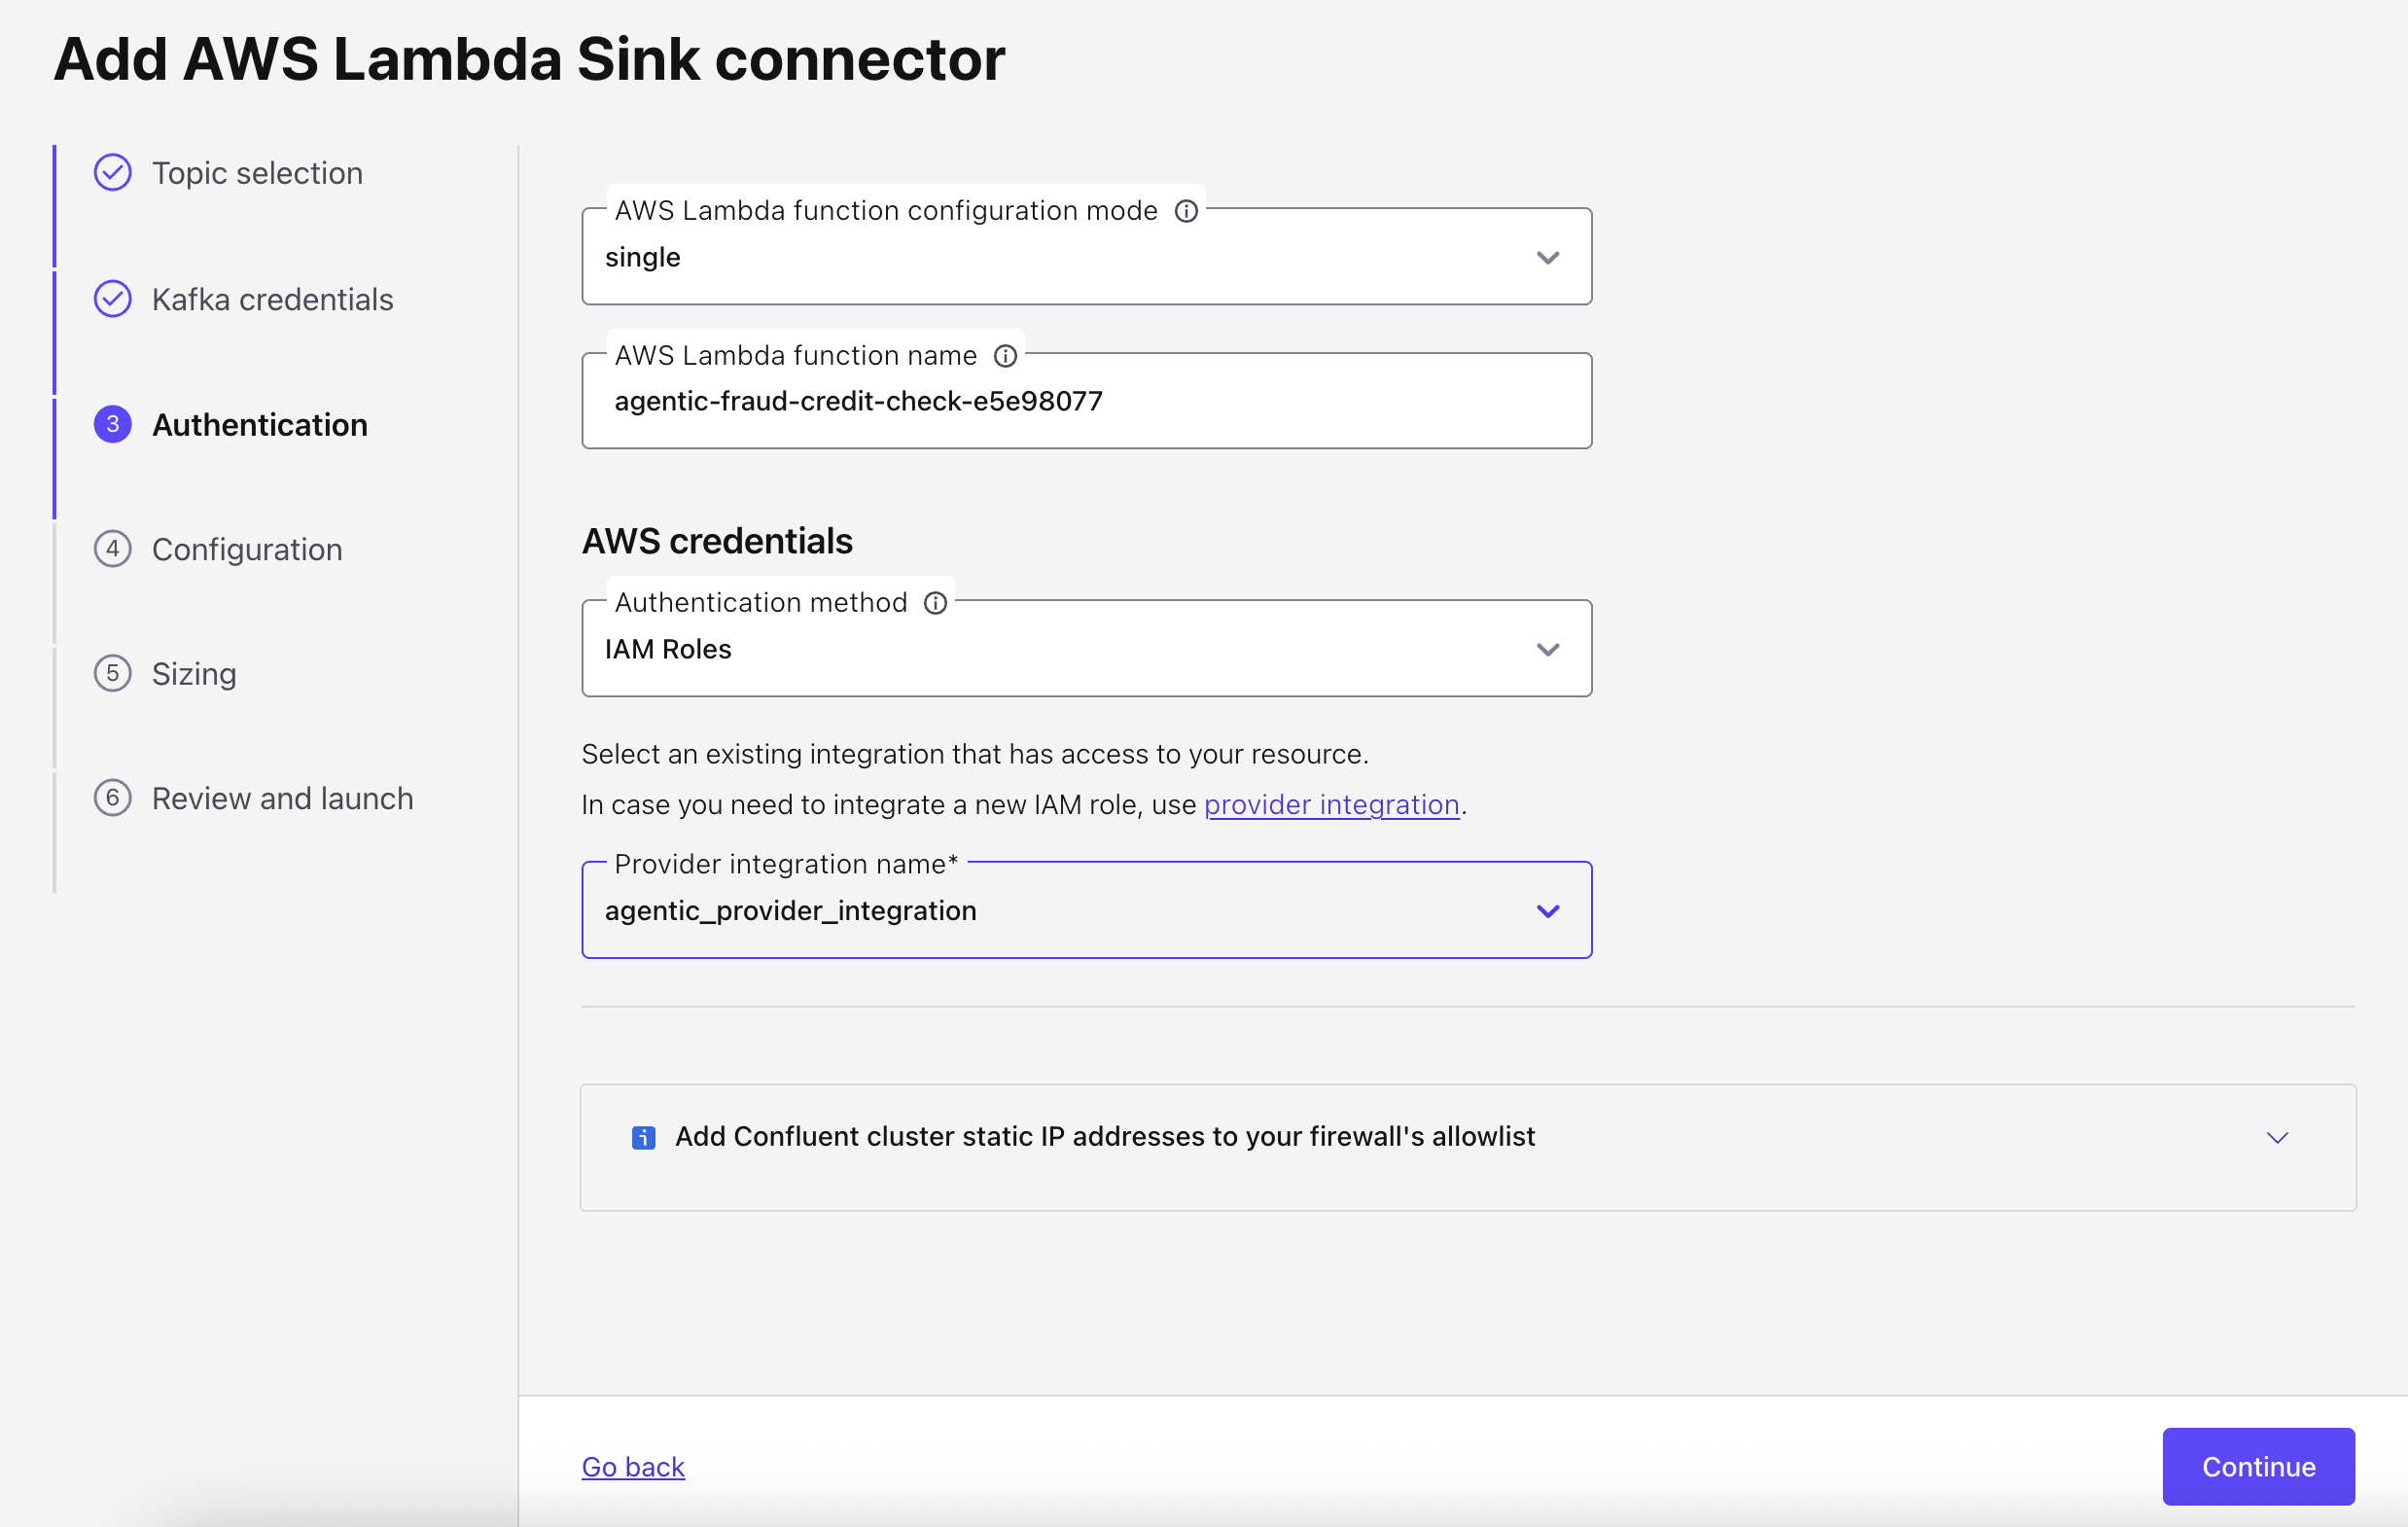 Add AWS Lambda Sink connector
Topic selection
Kafka credentials
3 Authentication
4 Configuration
5 Sizing
6 Review and launch
AWS Lambda function configuration mode
single
AWS Lambda function name
agentic-fraud-credit-check-e5e98077
AWS credentials
Authentication method
IAM Roles
Select an existing integration that has access to your resource.
In case you need to integrate a new IAM role, use provider integration.
Provider integration name*
agentic_provider_integration
Add Confluent cluster static IP addresses to your firewall's allowlist
Go back
Continue